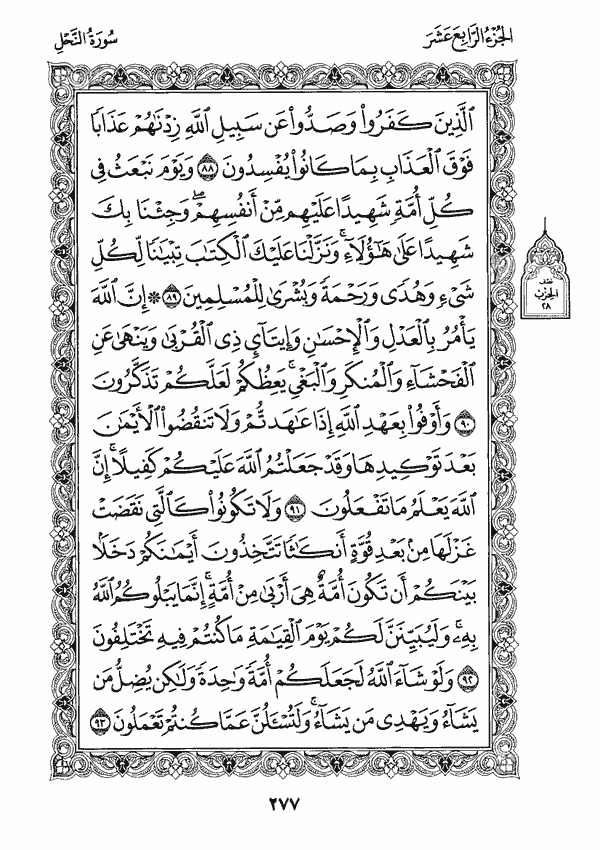 الجُزْءُ الرَّابِعَ عَشَرَ
سُورَةُ النَّحْلِ
ٱلَّذِينَ كَفَرُوا۟ وَصَدُّوا۟ عَن سَبِيلِ ٱللَّهِ زِدْنَٰهُمْ عَذَابًا
فَوْقَ ٱلْعَذَابِ بِمَا كَانُوا۟ يُفْسِدُونَ ٨٨ وَيَوْمَ نَبْعَثُ فِى
كُلِّ أُمَّةٍ شَهِيدًا عَلَيْهِم مِّنْ أَنفُسِهِمْ ۖ وَجِئْنَا بِكَ
شَهِيدًا عَلَىٰ هَٰٓؤُلَآءِ ۚ وَنَزَّلْنَا عَلَيْكَ ٱلْكِتَٰبَ تِبْيَٰنًا لِّكُلِّ
شَىْءٍ وَهُدًى وَرَحْمَةً وَبُشْرَىٰ لِلْمُسْلِمِينَ ٨٩ ۞ إِنَّ ٱللَّهَ
يَأْمُرُ بِٱلْعَدْلِ وَٱلْإِحْسَٰنِ وَإِيتَآئِ ذِى ٱلْقُرْبَىٰ وَيَنْهَىٰ عَنِ
ٱلْفَحْشَآءِ وَٱلْمُنكَرِ وَٱلْبَغْىِ ۚ يَعِظُكُمْ لَعَلَّكُمْ تَذَكَّرُونَ
٩٠ وَأَوْفُوا۟ بِعَهْدِ ٱللَّهِ إِذَا عَٰهَدتُّمْ وَلَا تَنقُضُوا۟ ٱلْأَيْمَٰنَ
بَعْدَ تَوْكِيدِهَا وَقَدْ جَعَلْتُمُ ٱللَّهَ عَلَيْكُمْ كَفِيلًا ۚ إِنَّ
ٱللَّهَ يَعْلَمُ مَا تَفْعَلُونَ ٩١ وَلَا تَكُونُوا۟ كَٱلَّتِى نَقَضَتْ
غَزْلَهَا مِنۢ بَعْدِ قُوَّةٍ أَنكَٰثًا تَتَّخِذُونَ أَيْمَٰنَكُمْ دَخَلًۢا
بَيْنَكُمْ أَن تَكُونَ أُمَّةٌ هِىَ أَرْبَىٰ مِنْ أُمَّةٍ ۚ إِنَّمَا يَبْلُوكُمُ ٱللَّهُ
بِهِۦ ۚ وَلَيُبَيِّنَنَّ لَكُمْ يَوْمَ ٱلْقِيَٰمَةِ مَا كُنتُمْ فِيهِ تَخْتَلِفُونَ
٩٢ وَلَوْ شَآءَ ٱللَّهُ لَجَعَلَكُمْ أُمَّةً وَٰحِدَةً وَلَٰكِن يُضِلُّ مَن
يَشَآءُ وَيَهْدِى مَن يَشَآءُ ۚ وَلَتُسْـَٔلُنَّ عَمَّا كُنتُمْ تَعْمَلُونَ ٩٣
نصف
الحزب
٢٨
٢٧٧